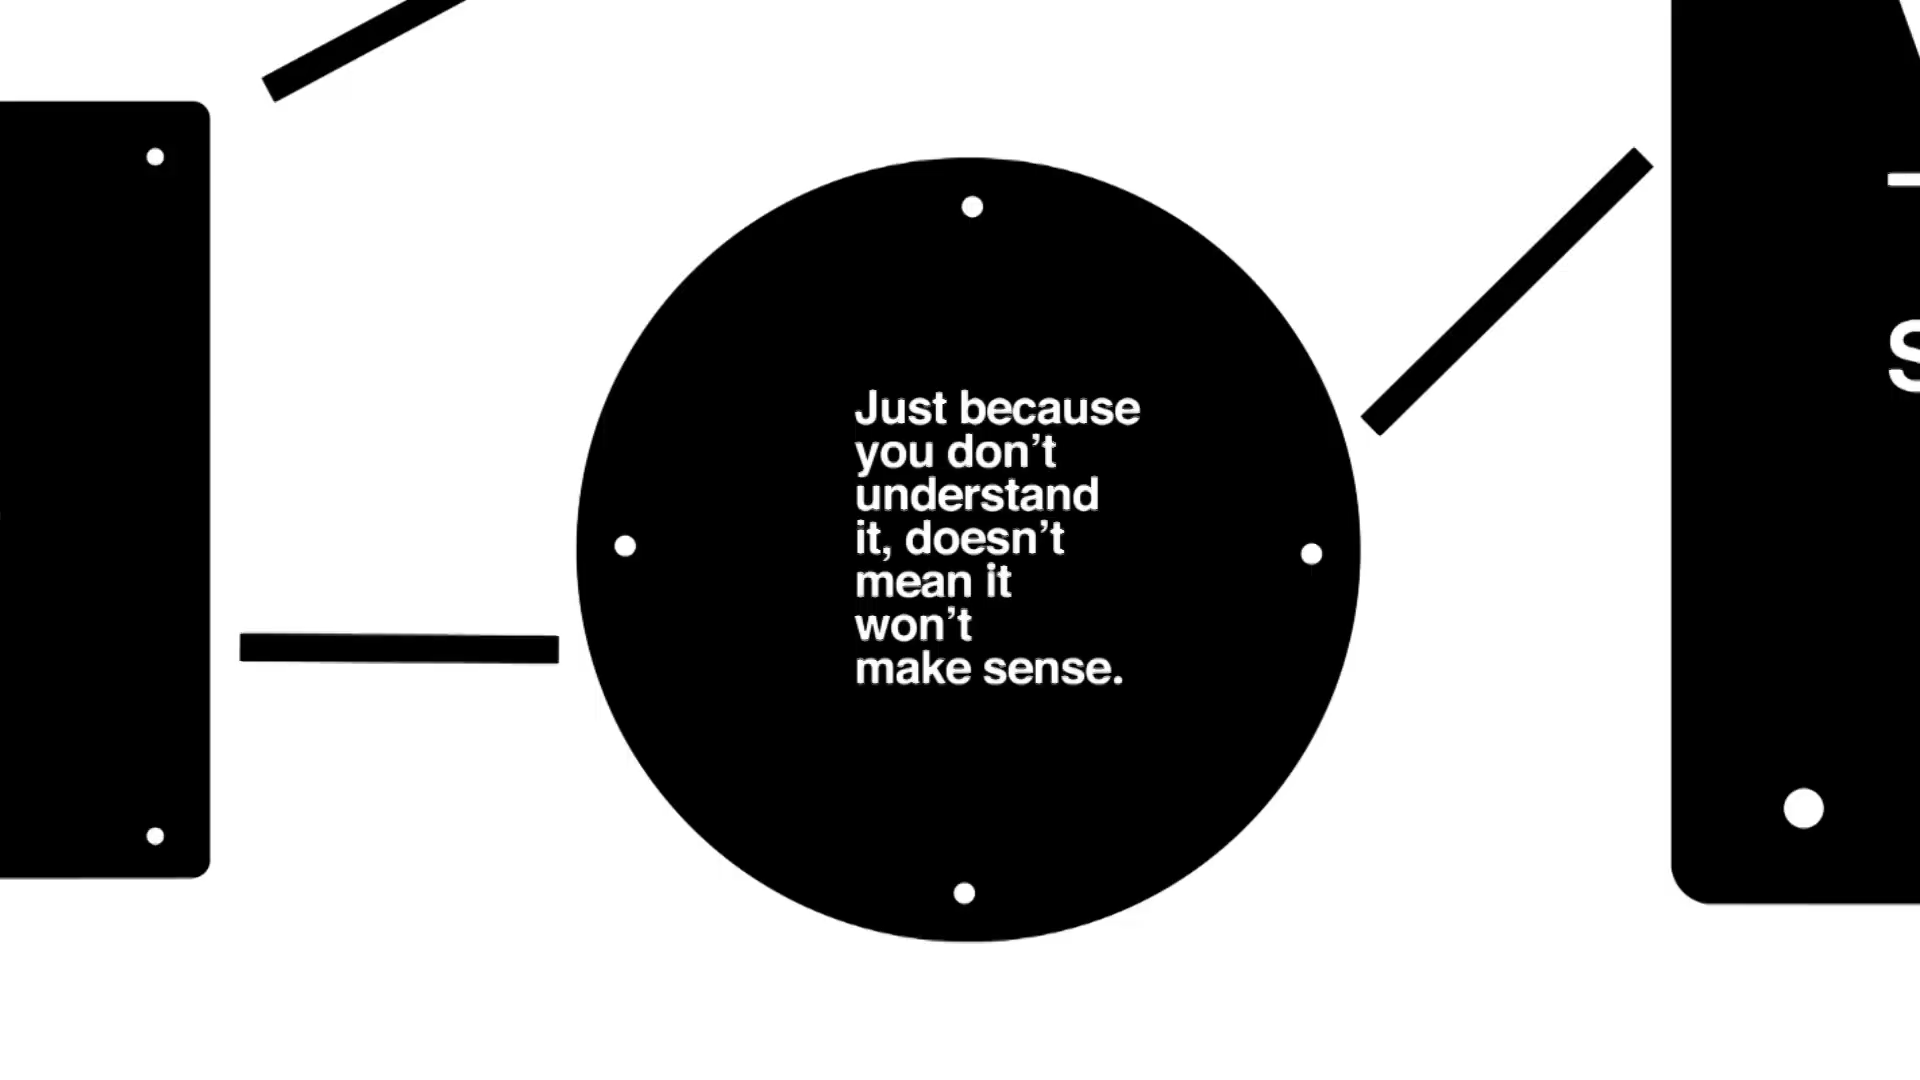 Just because
you don’t
understand
it, doesn’t
mean it
won’t
make sense.